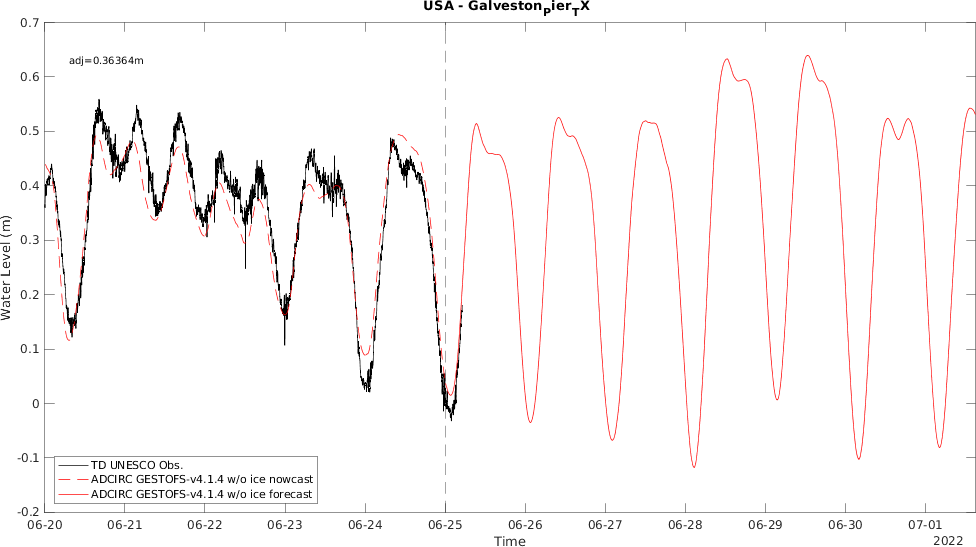 USA - Galveston_Pier_TX
0.7
adj=0.36364m
0.6
0.5
0.4
0.3
0.2
0.1
0
-0.1
-0.2
Water Level (m)
TD UNESCO Obs.
ADCIRC GESTOFS-v4.1.4 w/o ice nowcast
ADCIRC GESTOFS-v4.1.4 w/o ice forecast
06-20 06-21 06-22 06-23 06-24 06-25 06-26 06-27 06-28 06-29 06-30 07-01
Time
2022